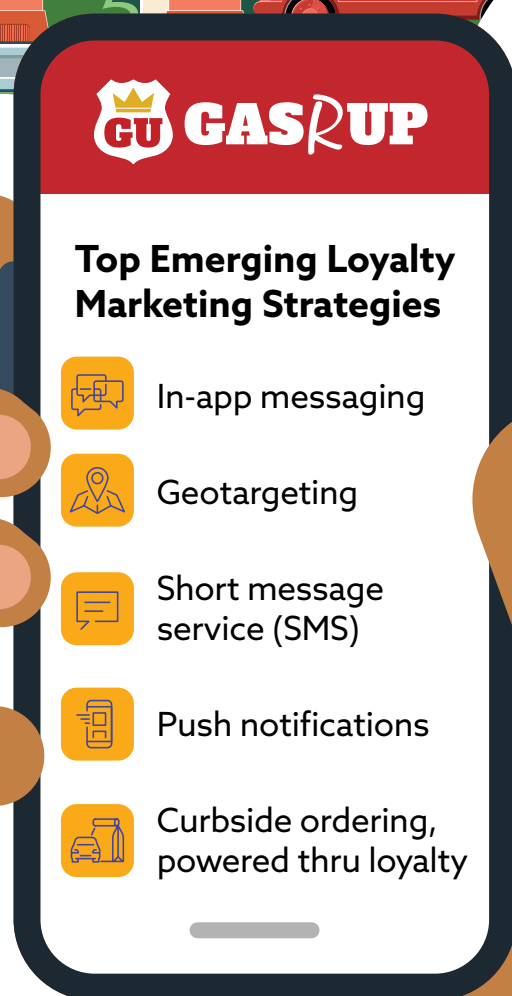 GU GASRUP
Top Emerging Loyalty
Marketing Strategies
In-app messaging
Geotargeting
Short message
service (SMS)
Push notifications
Curbside ordering,
powered thru loyalty